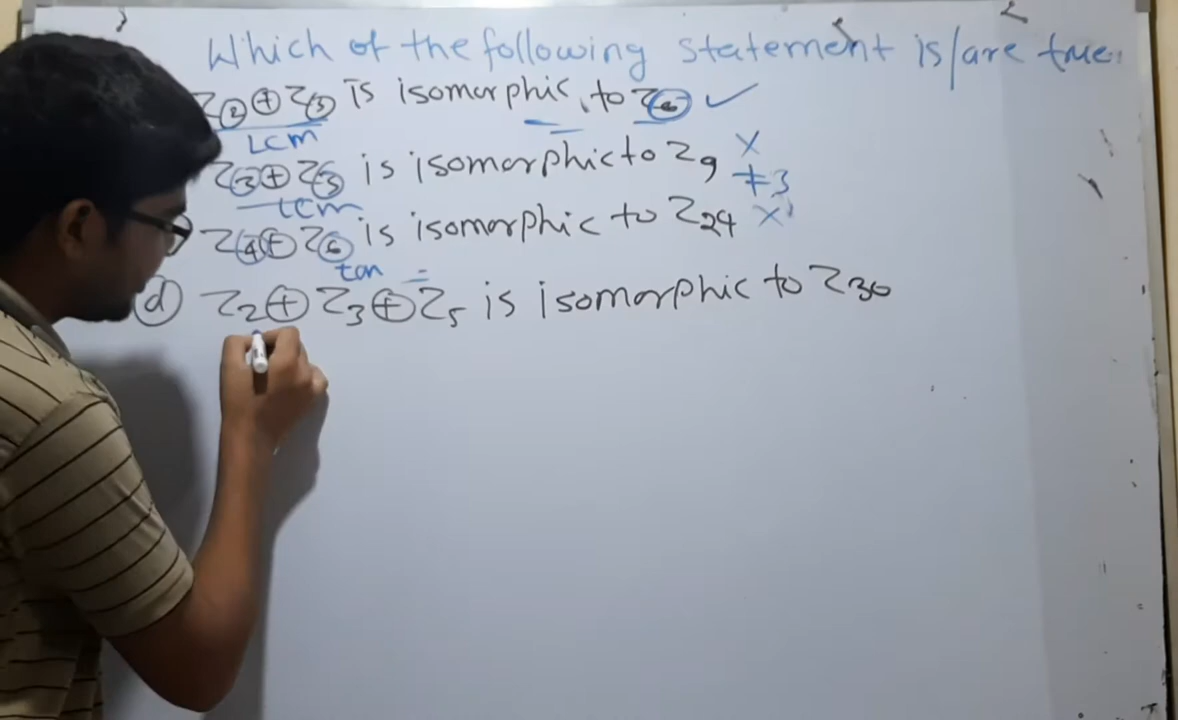 Which of the following statement is/are true.
Z2 ⊕ Z3 is isomorphic to Z6 ✓
LCM
Z3 ⊕ Z3 is isomorphic to Z9 ×
LCM ≠3
Z4 ⊕ Z6 is isomorphic to Z24 ×
(d) Z2 ⊕ Z3 ⊕ Z5 is isomorphic to Z30